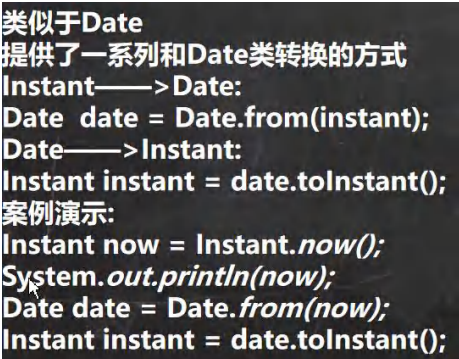 类似于Date
提供了一系列和Date类转换的方式
Instant——>Date:
Date date = Date.from(instant);
Date——>Instant:
Instant instant = date.toInstant();
案例演示:
Instant now = Instant.now();
System.out.println(now);
Date date = Date.from(now);
Instant instant = date.toInstant();